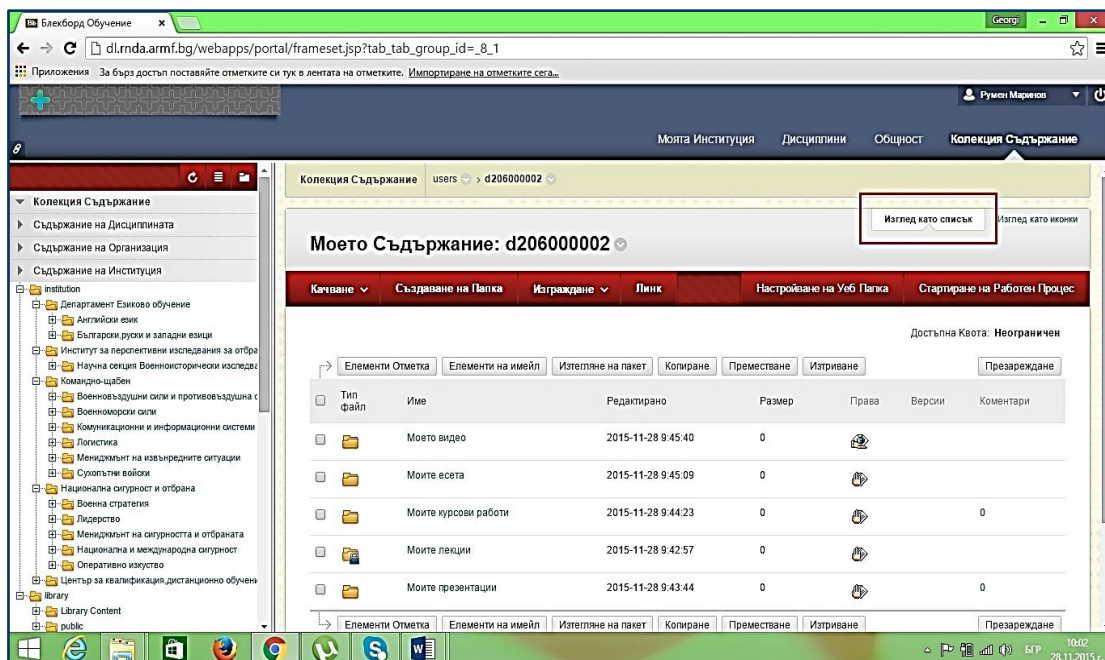 Блекборд Обучение
Georgi
dl.rnda.armf.bg/webapps/portal/frameset.jsp?tab_tab_group_id=_8_1
Приложения За бърз достъп поставяйте отметките си тук в лентата на отметките. Импортиране на отметките сега...
Румен Маринов
Моята Институция Дисциплини Общност Колекция Съдържание
Колекция Съдържание users > d206000002
Колекция Съдържание
Съдържание на Дисциплината
Съдържание на Организация
Съдържание на Институция
institution
Департамент Езиково обучение
Английски език
Български,руски и западни езици
Институт за перспективни изследвания за отбра
Научна секция Военноисторически изследва
Командно-щабен
Военновъздушни сили и противовъздушна о
Военноморски сили
Комуникационни и информационни системи
Логистика
Мениджмънт на извънредните ситуации
Сухопътни войски
Национална сигурност и отбрана
Военна стратегия
Лидерство
Мениджмънт на сигурността и отбраната
Национална и международна сигурност
Оперативно изкуство
Център за квалификация,дистанционно обучени
library
Library Content
public
Изглед като списък Изглед като иконки
Моето Съдържание: d206000002
Качване Създаване на Папка Изграждане Линк Настройване на Уеб Папка Стартиране на Работен Процес
Достъпна Квота: Неограничен
Елементи Отметка Елементи на имейл Изтегляне на пакет Копиране Преместване Изтриване Презареждане
Тип файл Име Редактирано Размер Права Версии Коментари
Моето видео 2015-11-28 9:45:40 0
Моите есета 2015-11-28 9:45:09 0
Моите курсови работи 2015-11-28 9:44:23 0 0
Моите лекции 2015-11-28 9:42:57 0
Моите презентации 2015-11-28 9:43:44 0 0
Елементи Отметка Елементи на имейл Изтегляне на пакет Копиране Преместване Изтриване Презареждане
БГР 10:02
28.11.2015 г.